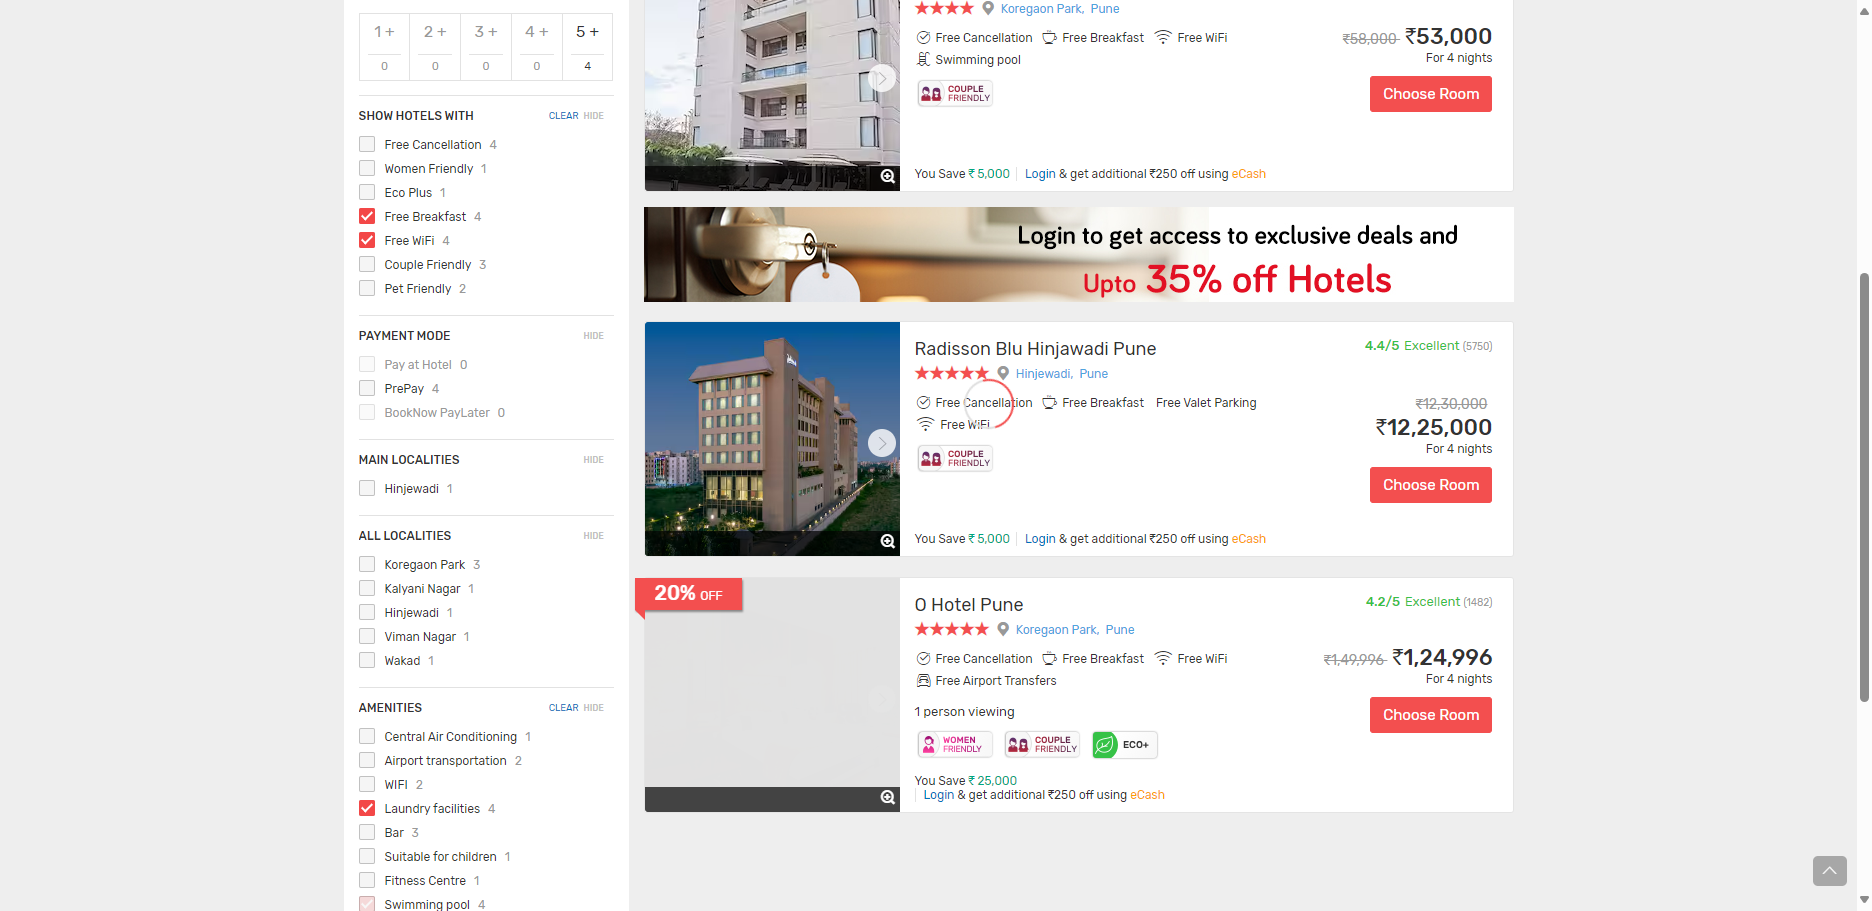 1 +
2 +
3 +
4 +
5 +
0
0
0
0
4
SHOW HOTELS WITH
CLEAR HIDE
Free Cancellation 4
Women Friendly 1
Eco Plus 1
Free Breakfast 4
Free WiFi 4
Couple Friendly 3
Pet Friendly 2
PAYMENT MODE
HIDE
Pay at Hotel 0
PrePay 4
BookNow PayLater 0
MAIN LOCALITIES
HIDE
Hinjewadi 1
ALL LOCALITIES
HIDE
Koregaon Park 3
Kalyani Nagar 1
Hinjewadi 1
Viman Nagar 1
Wakad 1
AMENITIES
CLEAR HIDE
Central Air Conditioning 1
Airport transportation 2
WIFI 2
Laundry facilities 4
Bar 3
Suitable for children 1
Fitness Centre 1
Swimming pool 4
Koregaon Park, Pune
Free Cancellation Free Breakfast Free WiFi
Swimming pool
COUPLE
FRIENDLY
₹58,000 ₹53,000
For 4 nights
Choose Room
You Save ₹ 5,000 Login & get additional ₹250 off using eCash
Login to get access to exclusive deals and
Upto 35% off Hotels
Radisson Blu Hinjawadi Pune
4.4/5 Excellent (5750)
Hinjewadi, Pune
Free Cancellation Free Breakfast Free Valet Parking
Free WiFi
COUPLE
FRIENDLY
₹12,30,000
₹12,25,000
For 4 nights
Choose Room
You Save ₹ 5,000 Login & get additional ₹250 off using eCash
20% OFF
O Hotel Pune
4.2/5 Excellent (1482)
Koregaon Park, Pune
Free Cancellation Free Breakfast Free WiFi
Free Airport Transfers
₹1,49,996 ₹1,24,996
For 4 nights
Choose Room
1 person viewing
WOMEN
FRIENDLY
COUPLE
FRIENDLY
ECO+
You Save ₹ 25,000
Login & get additional ₹250 off using eCash